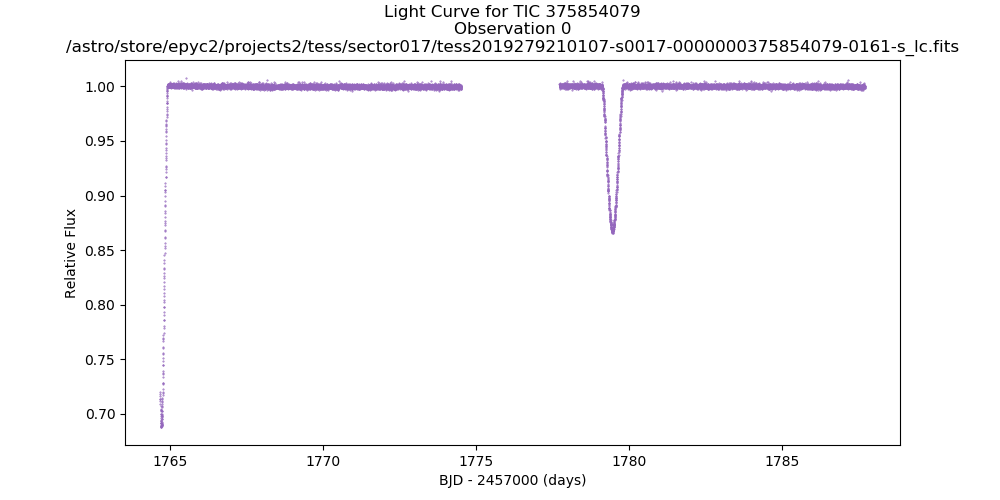 Light Curve for TIC 375854079
Observation 0
/astro/store/epyc2/projects2/tess/sector017/tess2019279210107-s0017-0000000375854079-0161-s_lc.fits
1.00
0.95
0.90
0.85
0.80
0.75
0.70
Relative Flux
1765
1770
1775
1780
1785
BJD - 2457000 (days)